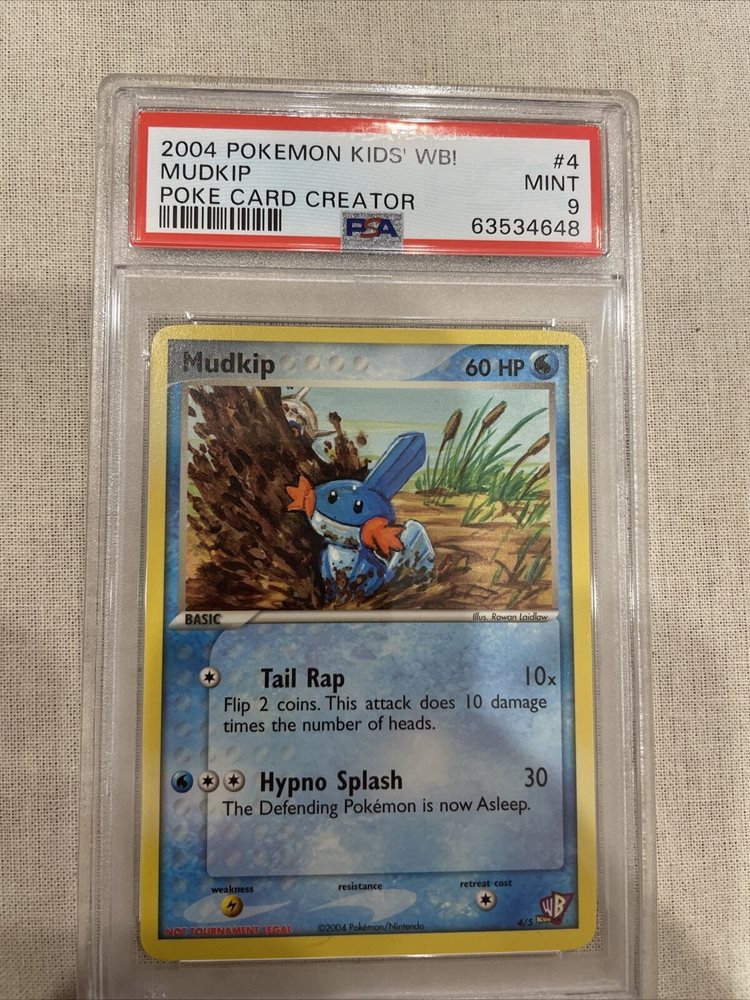 2004 POKEMON KIDS' WB! #4
MUDKIP MINT
POKE CARD CREATOR 9
PSA 63534648
Mudkip 60 HP
BASIC Illus. Rowan Laidlaw
Tail Rap 10x
Flip 2 coins. This attack does 10 damage
times the number of heads.
Hypno Splash 30
The Defending Pokémon is now Asleep.
weakness resistance retreat cost
NOT TOURNAMENT LEGAL ©2004 Pokémon/Nintendo 4/5 Kids WB